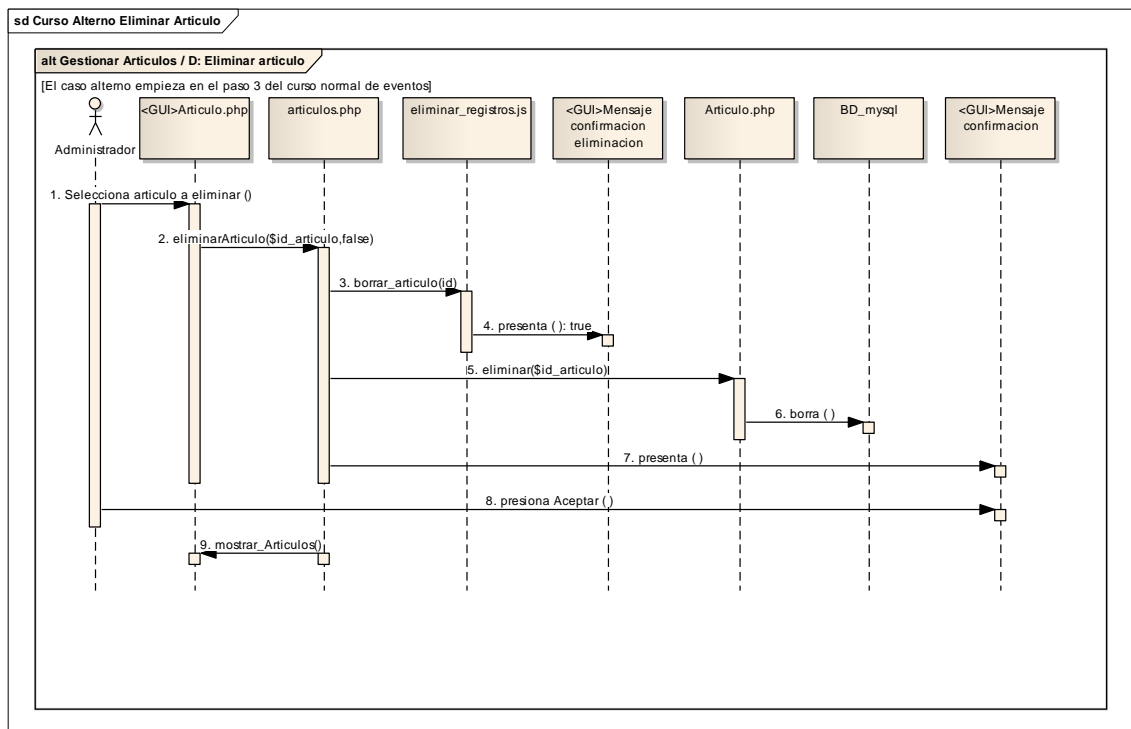 sd Curso Alterno Eliminar Articulo
alt Gestionar Articulos / D: Eliminar articulo
[El caso alterno empieza en el paso 3 del curso normal de eventos]
Administrador
<GUI>Articulo.php
articulos.php
eliminar_registros.js
<GUI>Mensaje
confirmacion
eliminacion
Articulo.php
BD_mysql
<GUI>Mensaje
confirmacion
1. Selecciona articulo a eliminar ()
2. eliminarArticulo($id_articulo,false)
3. borrar_articulo(id)
4. presenta ( ): true
5. eliminar($id_articulo)
6. borra ( )
7. presenta ( )
8. presiona Aceptar ( )
9. mostrar_Articulos()